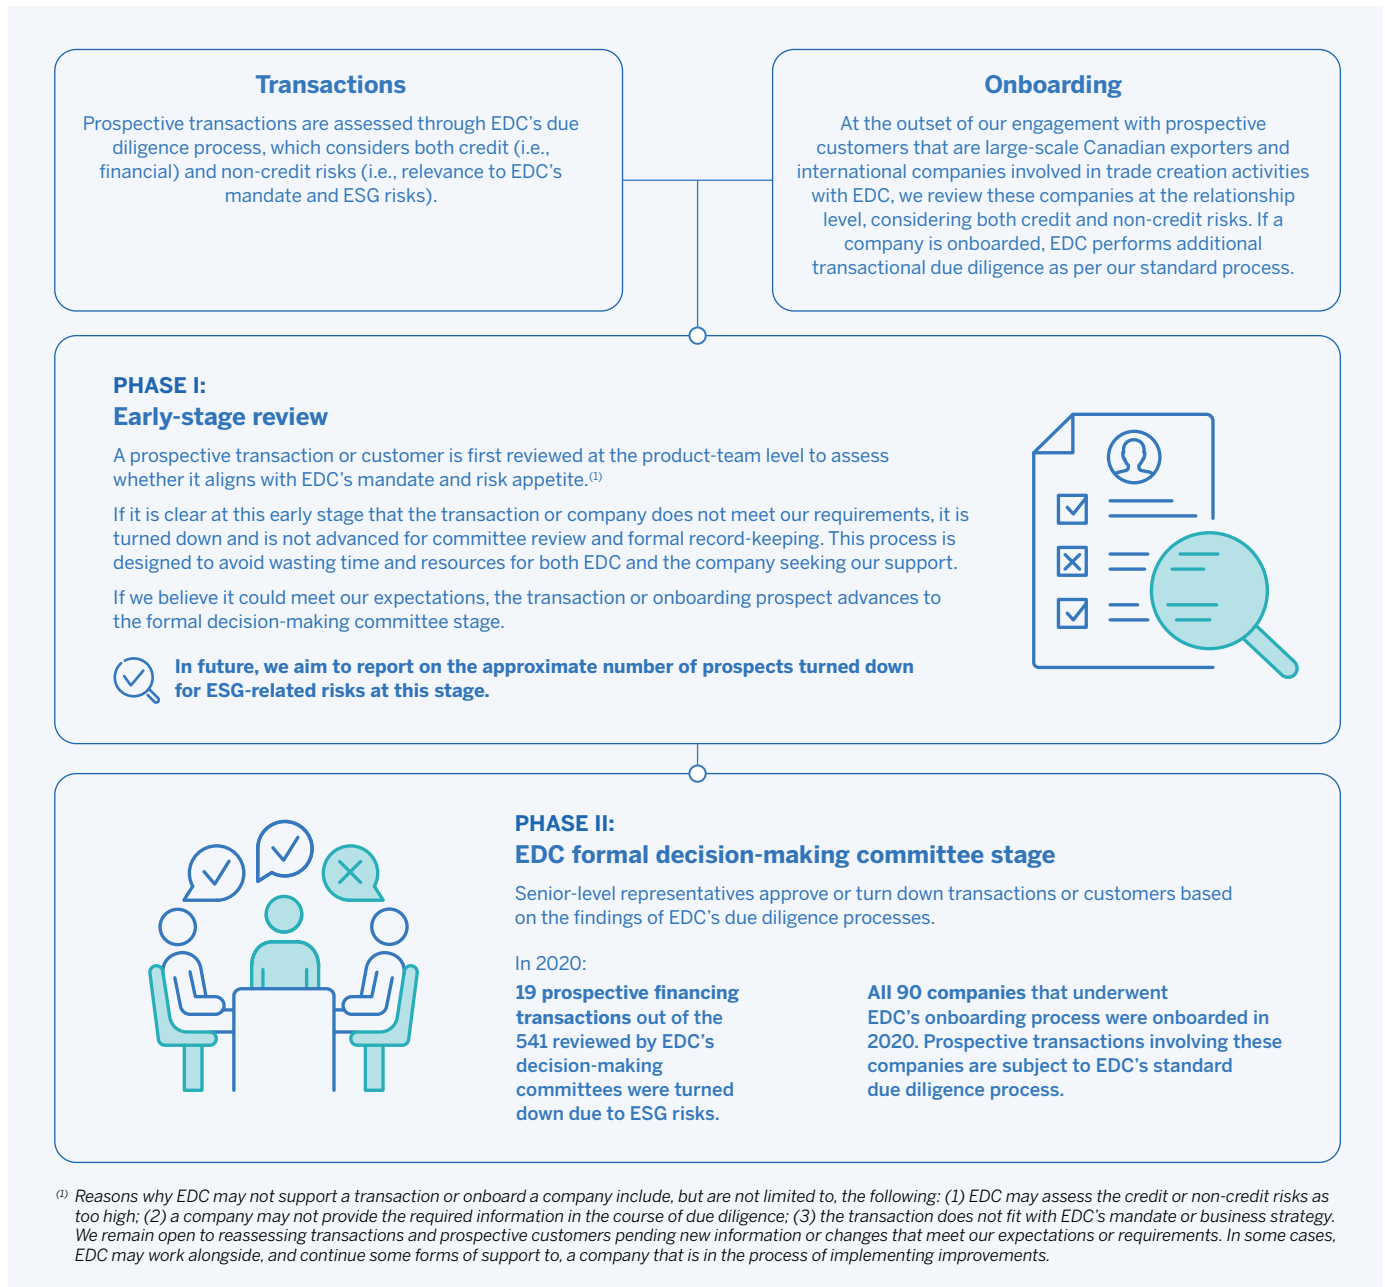 Transactions
Prospective transactions are assessed through EDC’s due
diligence process, which considers both credit (i.e.,
financial) and non-credit risks (i.e., relevance to EDC’s
mandate and ESG risks).
Onboarding
At the outset of our engagement with prospective
customers that are large-scale Canadian exporters and
international companies involved in trade creation activities
with EDC, we review these companies at the relationship
level, considering both credit and non-credit risks. If a
company is onboarded, EDC performs additional
transactional due diligence as per our standard process.
PHASE I:
Early-stage review
A prospective transaction or customer is first reviewed at the product-team level to assess
whether it aligns with EDC’s mandate and risk appetite.(1)
If it is clear at this early stage that the transaction or company does not meet our requirements, it is
turned down and is not advanced for committee review and formal record-keeping. This process is
designed to avoid wasting time and resources for both EDC and the company seeking our support.
If we believe it could meet our expectations, the transaction or onboarding prospect advances to
the formal decision-making committee stage.
In future, we aim to report on the approximate number of prospects turned down
for ESG-related risks at this stage.
PHASE II:
EDC formal decision-making committee stage
Senior-level representatives approve or turn down transactions or customers based
on the findings of EDC’s due diligence processes.
In 2020:
19 prospective financing
transactions out of the
541 reviewed by EDC’s
decision-making
committees were turned
down due to ESG risks.
All 90 companies that underwent
EDC’s onboarding process were onboarded in
2020. Prospective transactions involving these
companies are subject to EDC’s standard
due diligence process.
(1) Reasons why EDC may not support a transaction or onboard a company include, but are not limited to, the following: (1) EDC may assess the credit or non-credit risks as
too high; (2) a company may not provide the required information in the course of due diligence; (3) the transaction does not fit with EDC’s mandate or business strategy.
We remain open to reassessing transactions and prospective customers pending new information or changes that meet our expectations or requirements. In some cases,
EDC may work alongside, and continue some forms of support to, a company that is in the process of implementing improvements.